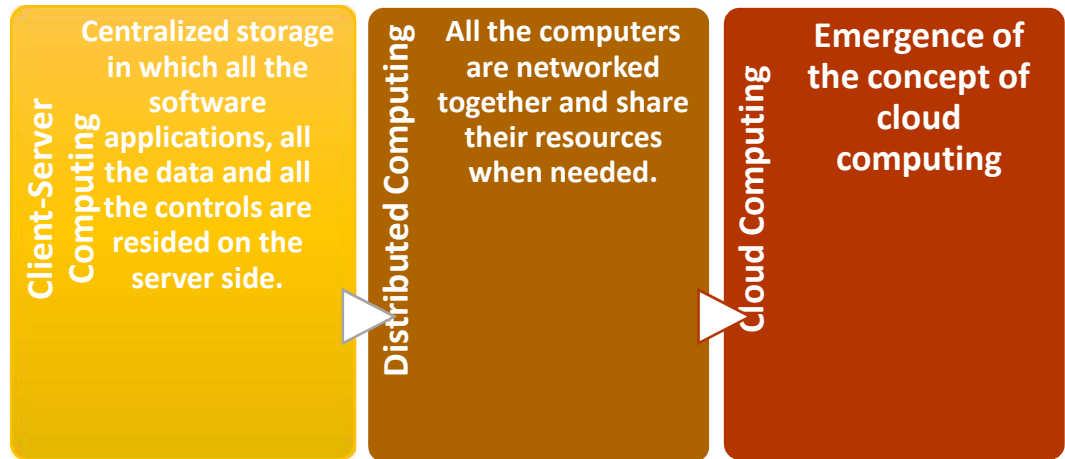 Client-Server
Computing
Centralized storage
in which all the
software
applications, all
the data and all
the controls are
resided on the
server side.
Distributed Computing
All the computers
are networked
together and share
their resources
when needed.
Cloud Computing
Emergence of
the concept of
cloud
computing